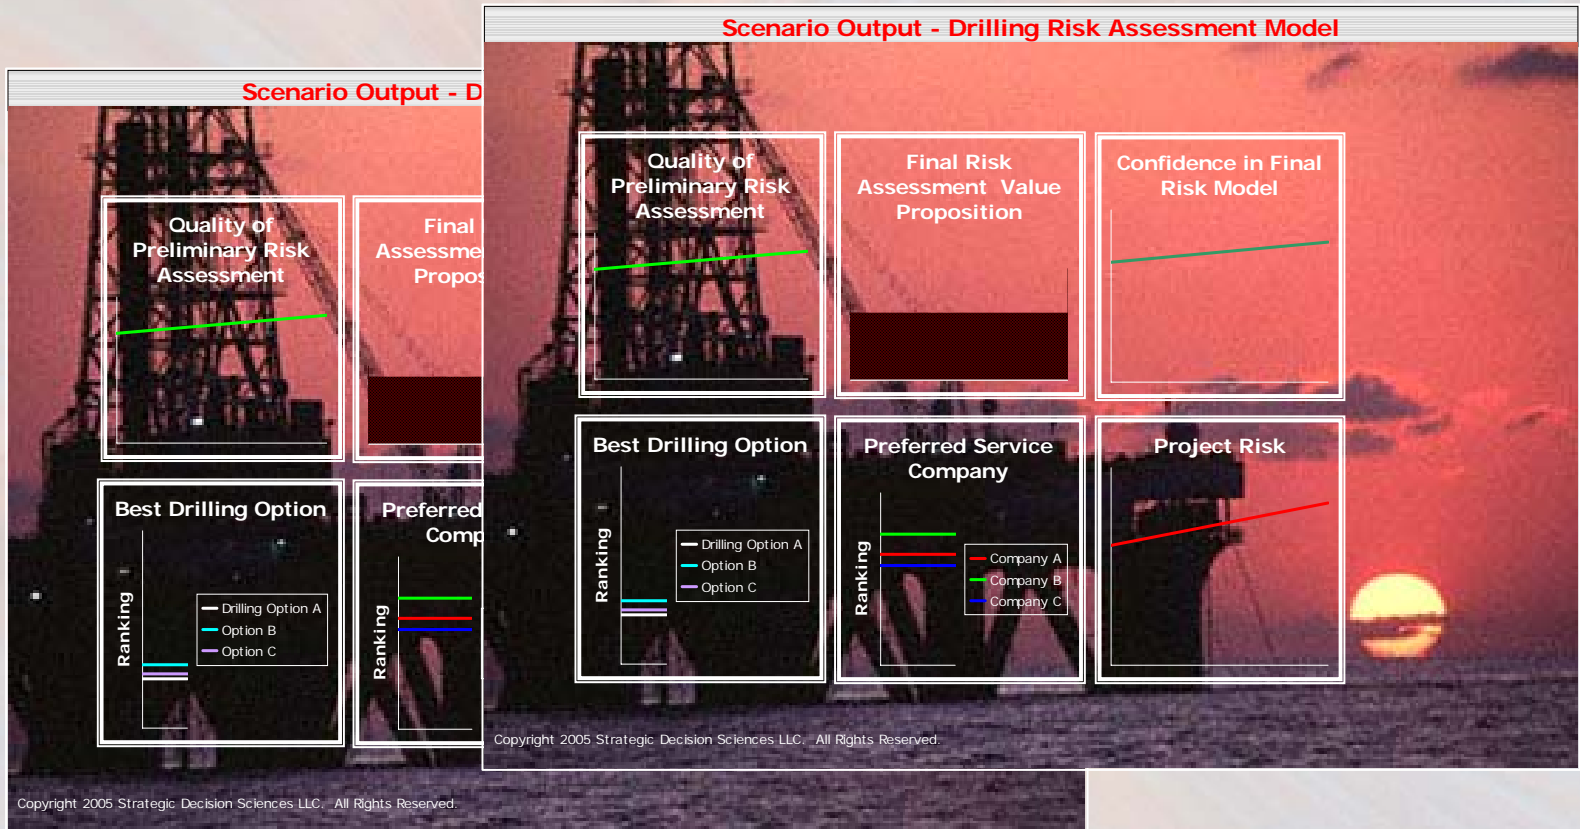 Scenario Output - Drilling Risk Assessment Model
Quality of
Preliminary Risk
Assessment
Final Risk
Assessment Value
Proposition
Confidence in Final
Risk Model
Best Drilling Option
Ranking
Drilling Option A
Option B
Option C
Preferred Service
Company
Ranking
Company A
Company B
Company C
Project Risk
Copyright 2005 Strategic Decision Sciences LLC. All Rights Reserved.
Scenario Output - D
Quality of
Preliminary Risk
Assessment
Final
Assessme
Propos
Best Drilling Option
Ranking
Drilling Option A
Option B
Option C
Preferred
Comp
Ranking
Copyright 2005 Strategic Decision Sciences LLC. All Rights Reserved.